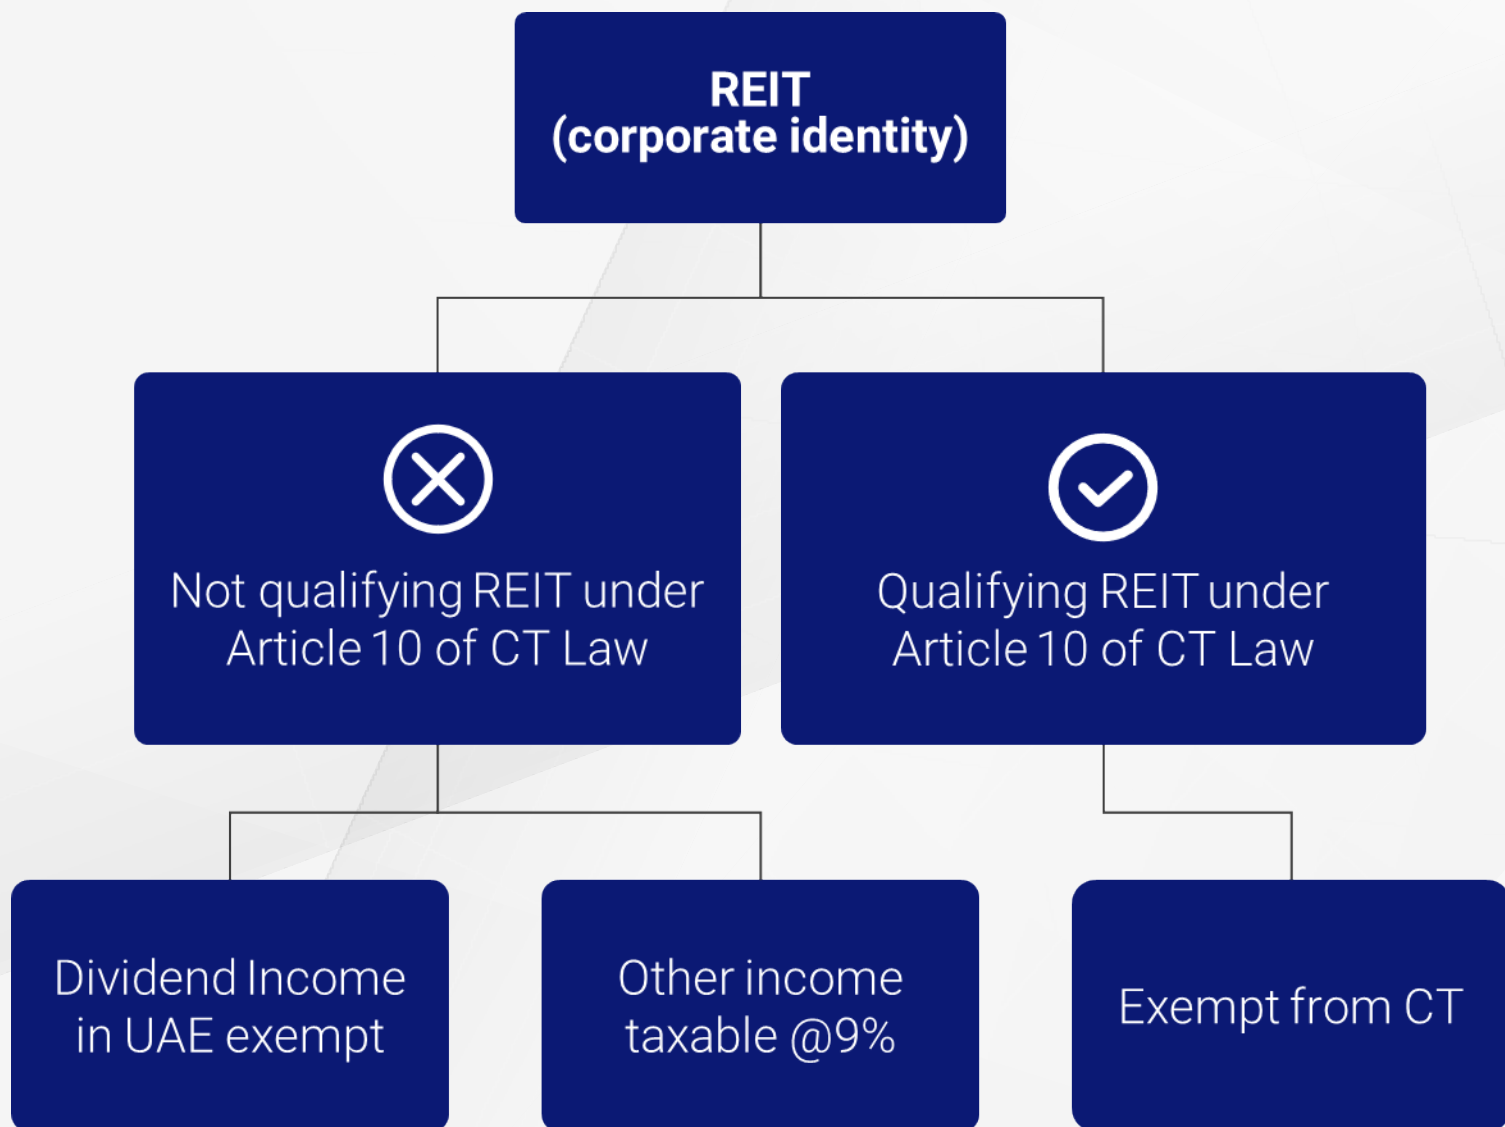 REIT
(corporate identity)
Not qualifying REIT under
Article 10 of CT Law
Qualifying REIT under
Article 10 of CT Law
Dividend Income
in UAE exempt
Other income
taxable @9%
Exempt from CT